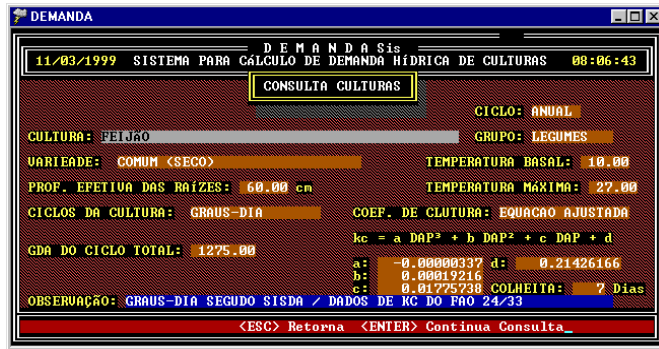 DEMANDA
D E M A N D A Sis
11/03/1999 SISTEMA PARA CáLCULO DE DEMANDA HíDRICA DE CULTURAS 08:06:43
CONSULTA CULTURAS
CICLO: ANUAL
CULTURA: FEIJãO GRUPO: LEGUMES
VARIEADE: COMUM (SECO) TEMPERATURA BASAL: 10.00
PROF. EFETIVA DAS RAíZES: 60.00 cm TEMPERATURA MáXIMA: 27.00
CICLOS DA CULTURA: GRAUS-DIA COEF. DE CLUTURA: EQUACAO AJUSTADA
kc = a DAP³ + b DAP² + c DAP + d
GDA DO CICLO TOTAL: 1275.00
a: -0.00000337 d: 0.21426166
b: 0.00019216
c: 0.01775738 COLHEITA: 7 Dias
OBSERVAçãO: GRAUS-DIA SEGUDO SISDA / DADOS DE KC DO FAO 24/33
<ESC> Retorna <ENTER> Continua Consulta_